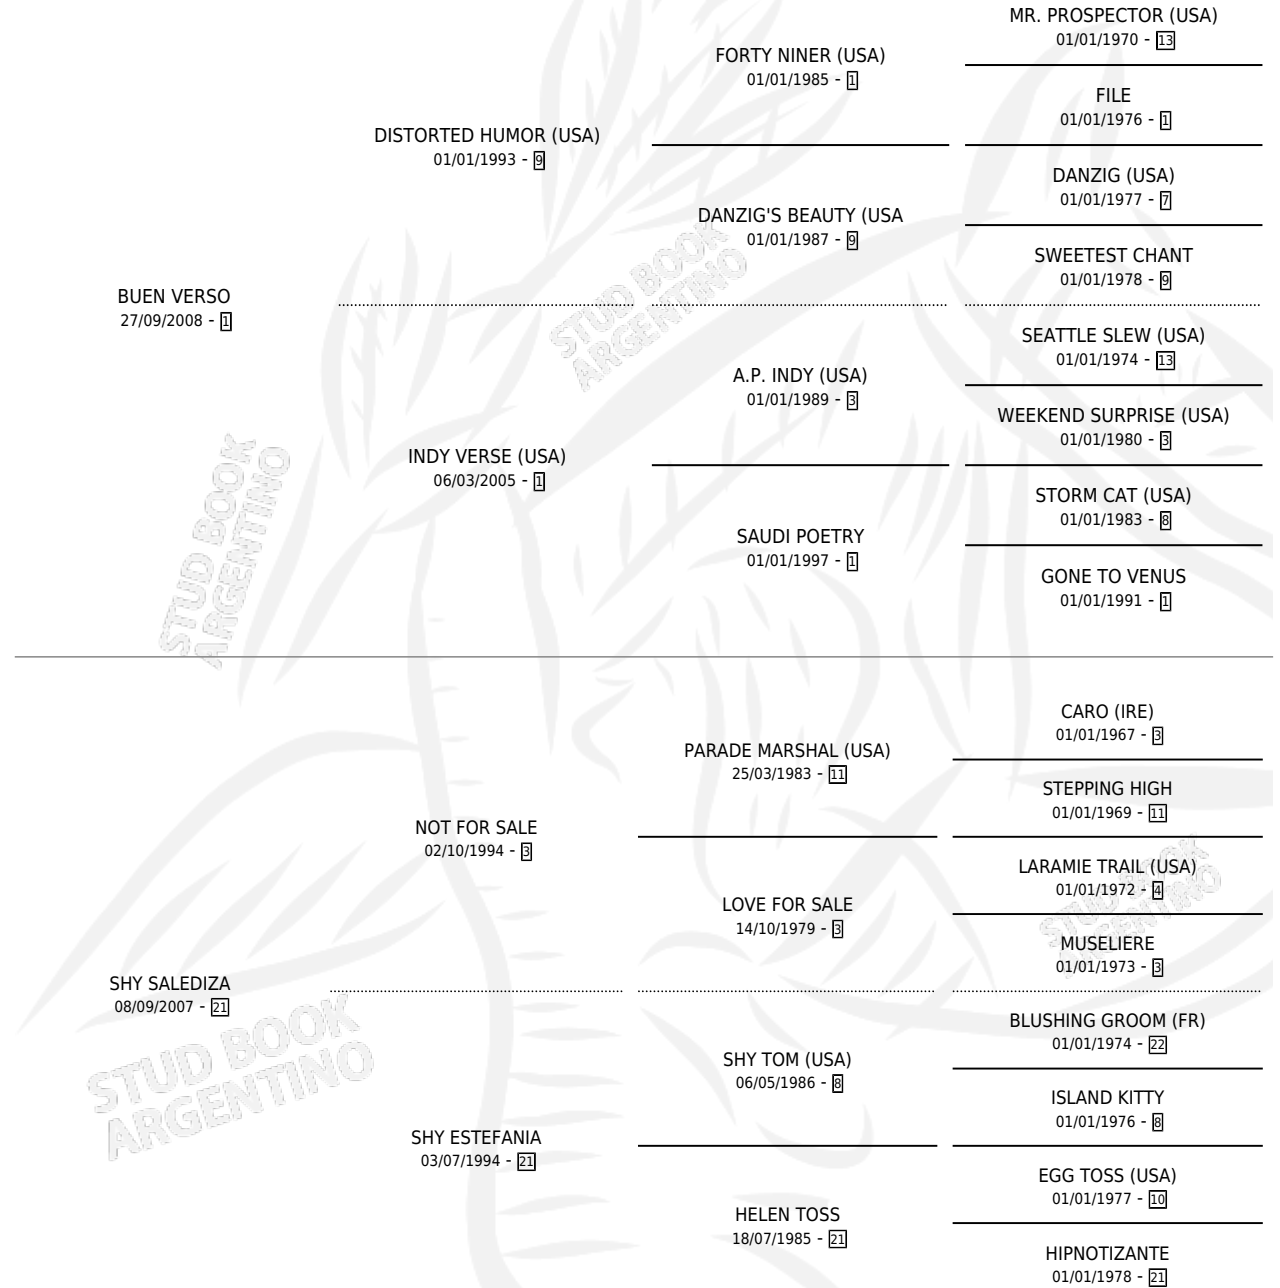 MR. PROSPECTOR (USA)
01/01/1970 - 13
FORTY NINER (USA)
01/01/1985 - 1
FILE
01/01/1976 - 1
DISTORTED HUMOR (USA)
01/01/1993 - 9
DANZIG (USA)
01/01/1977 - 7
DANZIG'S BEAUTY (USA
01/01/1987 - 9
SWEETEST CHANT
01/01/1978 - 9
BUEN VERSO
27/09/2008 - 1
SEATTLE SLEW (USA)
01/01/1974 - 13
A.P. INDY (USA)
01/01/1989 - 3
WEEKEND SURPRISE (USA)
01/01/1980 - 3
INDY VERSE (USA)
06/03/2005 - 1
STORM CAT (USA)
01/01/1983 - 8
SAUDI POETRY
01/01/1997 - 1
GONE TO VENUS
01/01/1991 - 1
STUD BOOK
ARGENTINO
STUD BOOK
ARGENTINO
CARO (IRE)
01/01/1967 - 3
PARADE MARSHAL (USA)
25/03/1983 - 11
STEPPING HIGH
01/01/1969 - 11
NOT FOR SALE
02/10/1994 - 3
LARAMIE TRAIL (USA)
01/01/1972 - 4
LOVE FOR SALE
14/10/1979 - 3
MUSELIERE
01/01/1973 - 3
STUD BOOK
ARGENTINO
SHY SALEDIZA
08/09/2007 - 21
BLUSHING GROOM (FR)
01/01/1974 - 22
SHY TOM (USA)
06/05/1986 - 8
ISLAND KITTY
01/01/1976 - 8
STUD BOOK
ARGENTINO
SHY ESTEFANIA
03/07/1994 - 21
EGG TOSS (USA)
01/01/1977 - 10
HELEN TOSS
18/07/1985 - 21
HIPNOTIZANTE
01/01/1978 - 21